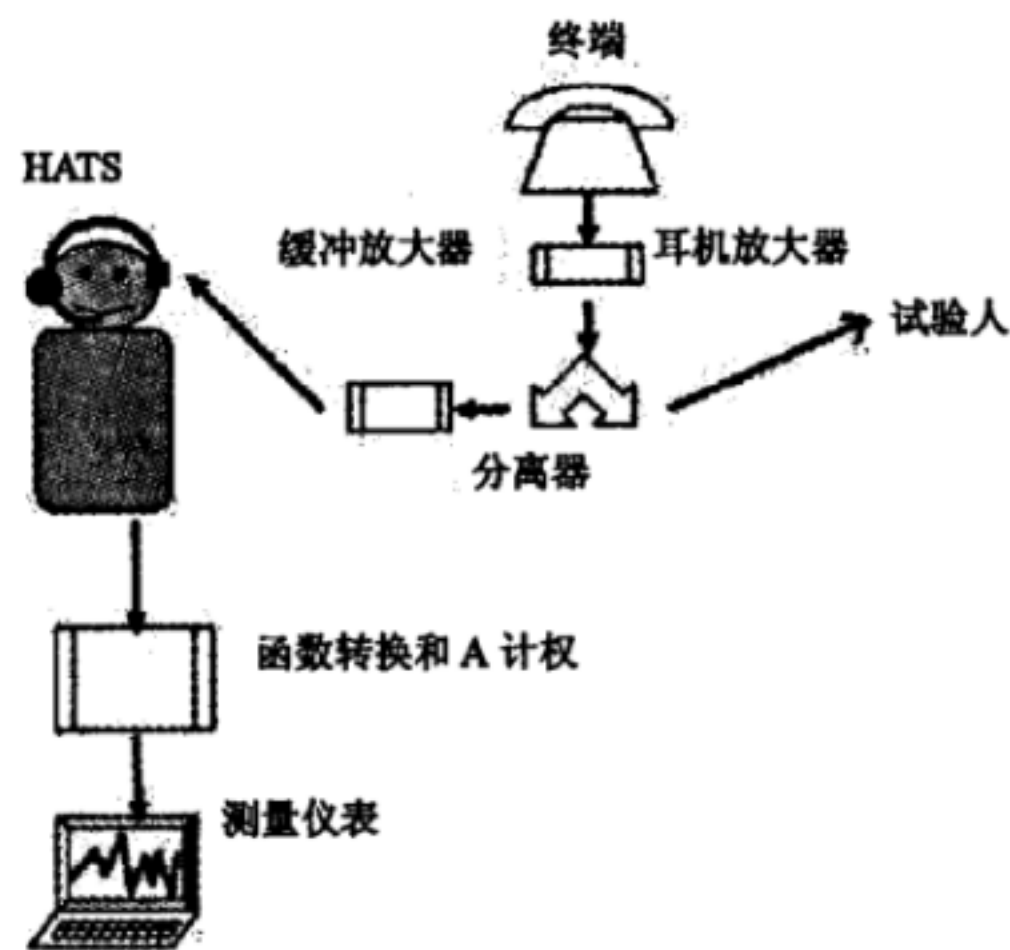 终端
HATS
缓冲放大器
耳机放大器
试验人
分离器
函数转换和 A 计权
测量仪表